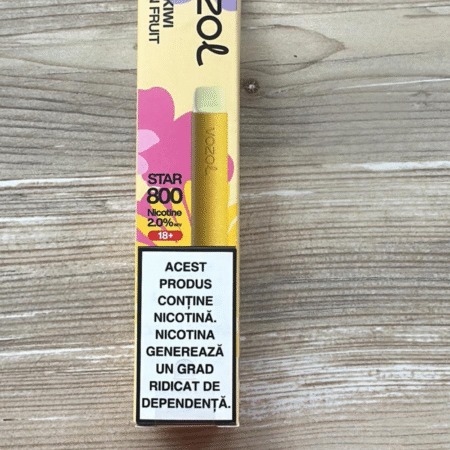 KIWI
FRUIT
VOZOL
VOZOL
STAR
800
Nicotine
2.0%
18+
ACEST
PRODUS
CONȚINE
NICOTINĂ.
NICOTINA
GENEREAZĂ
UN GRAD
RIDICAT DE
DEPENDENȚĂ.